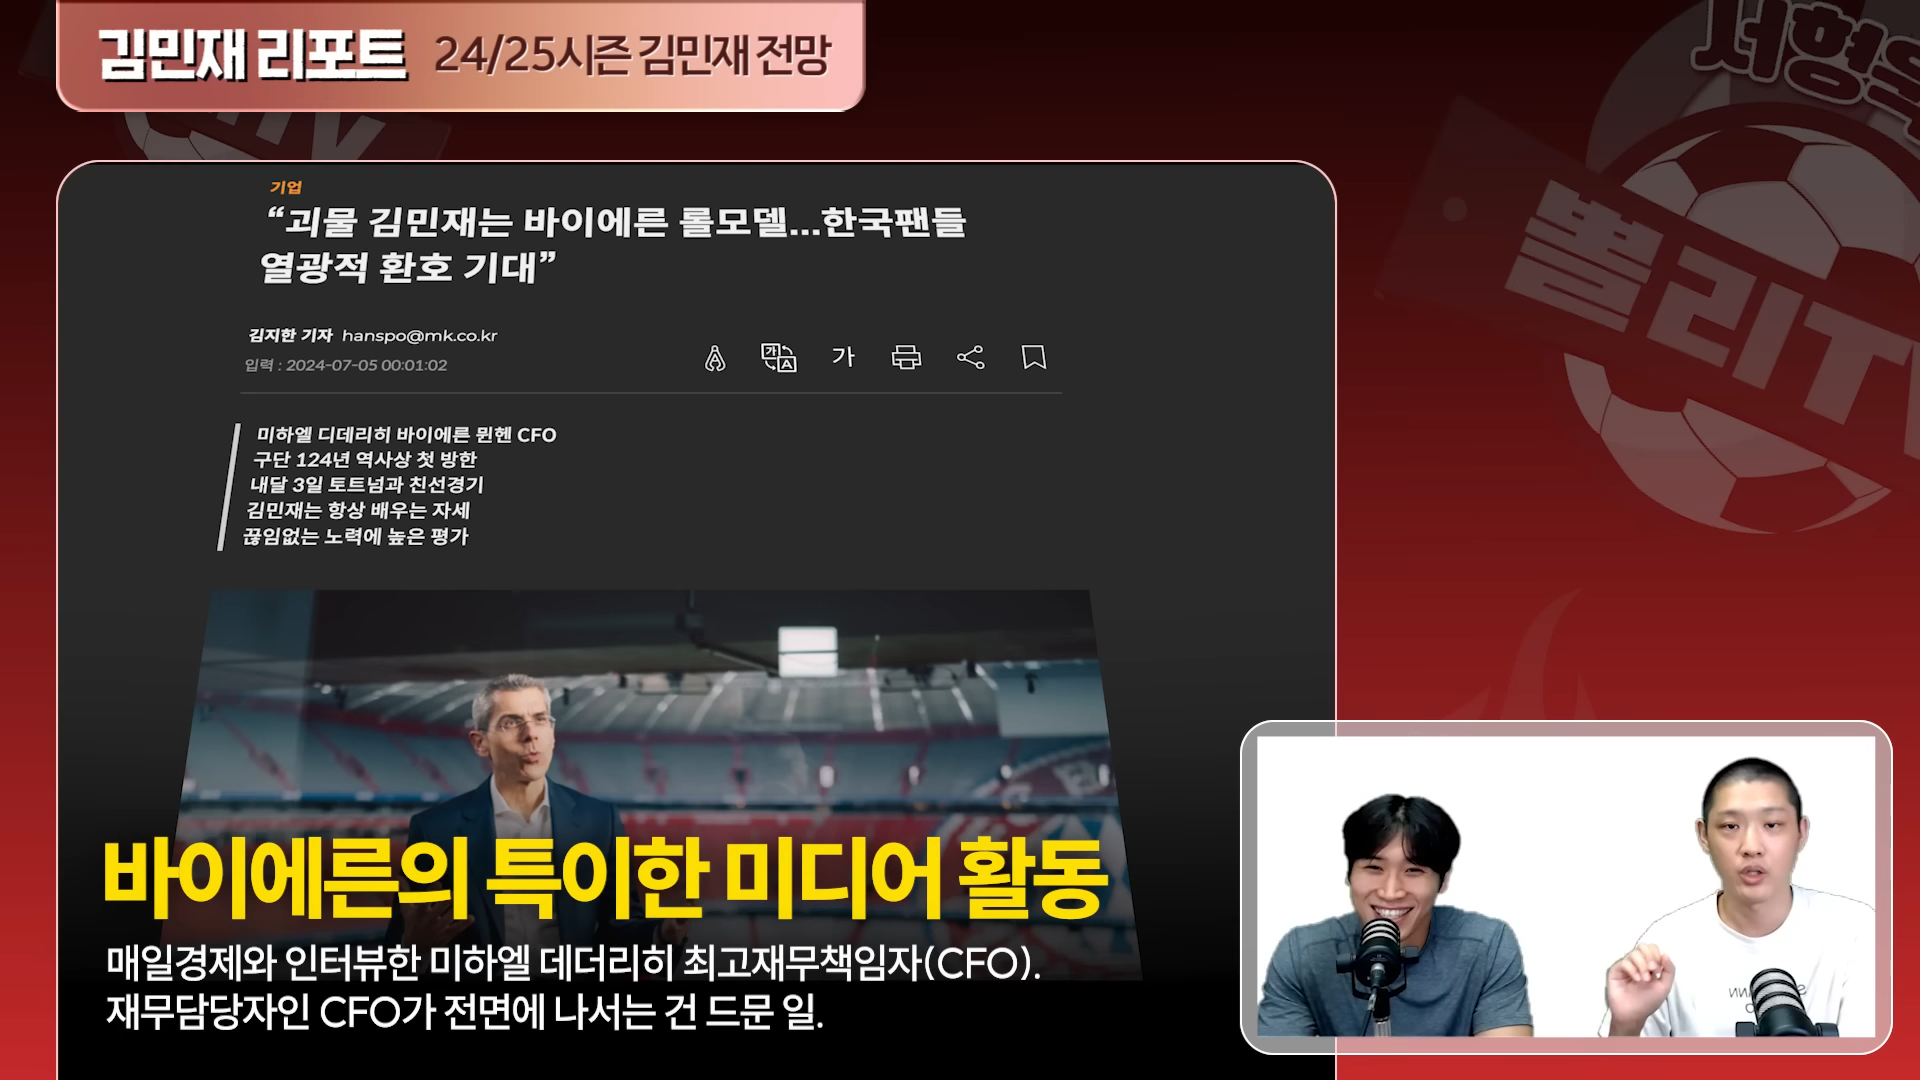 김민재 리포트 24/25시즌 김민재 전망
기업
“괴물 김민재는 바이에른 롤모델...한국팬들
열광적 환호 기대”
김지한 기자 hanspo@mk.co.kr
입력 : 2024-07-05 00:01:02
가
미하엘 디데리히 바이에른 뮌헨 CFO
구단 124년 역사상 첫 방한
내달 3일 토트넘과 친선경기
김민재는 항상 배우는 자세
끊임없는 노력에 높은 평가
바이에른의 특이한 미디어 활동
매일경제와 인터뷰한 미하엘 데더리히 최고재무책임자(CFO).
재무담당자인 CFO가 전면에 나서는 건 드문 일.
서형욱
뽈리TV